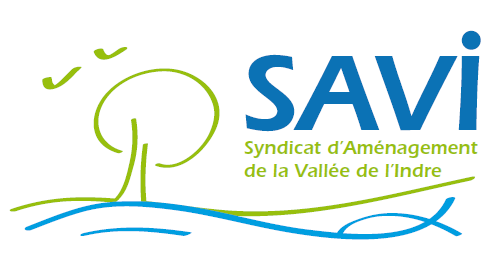 SAVi
Syndicat d'Aménagement
de la Vallée de l'Indre